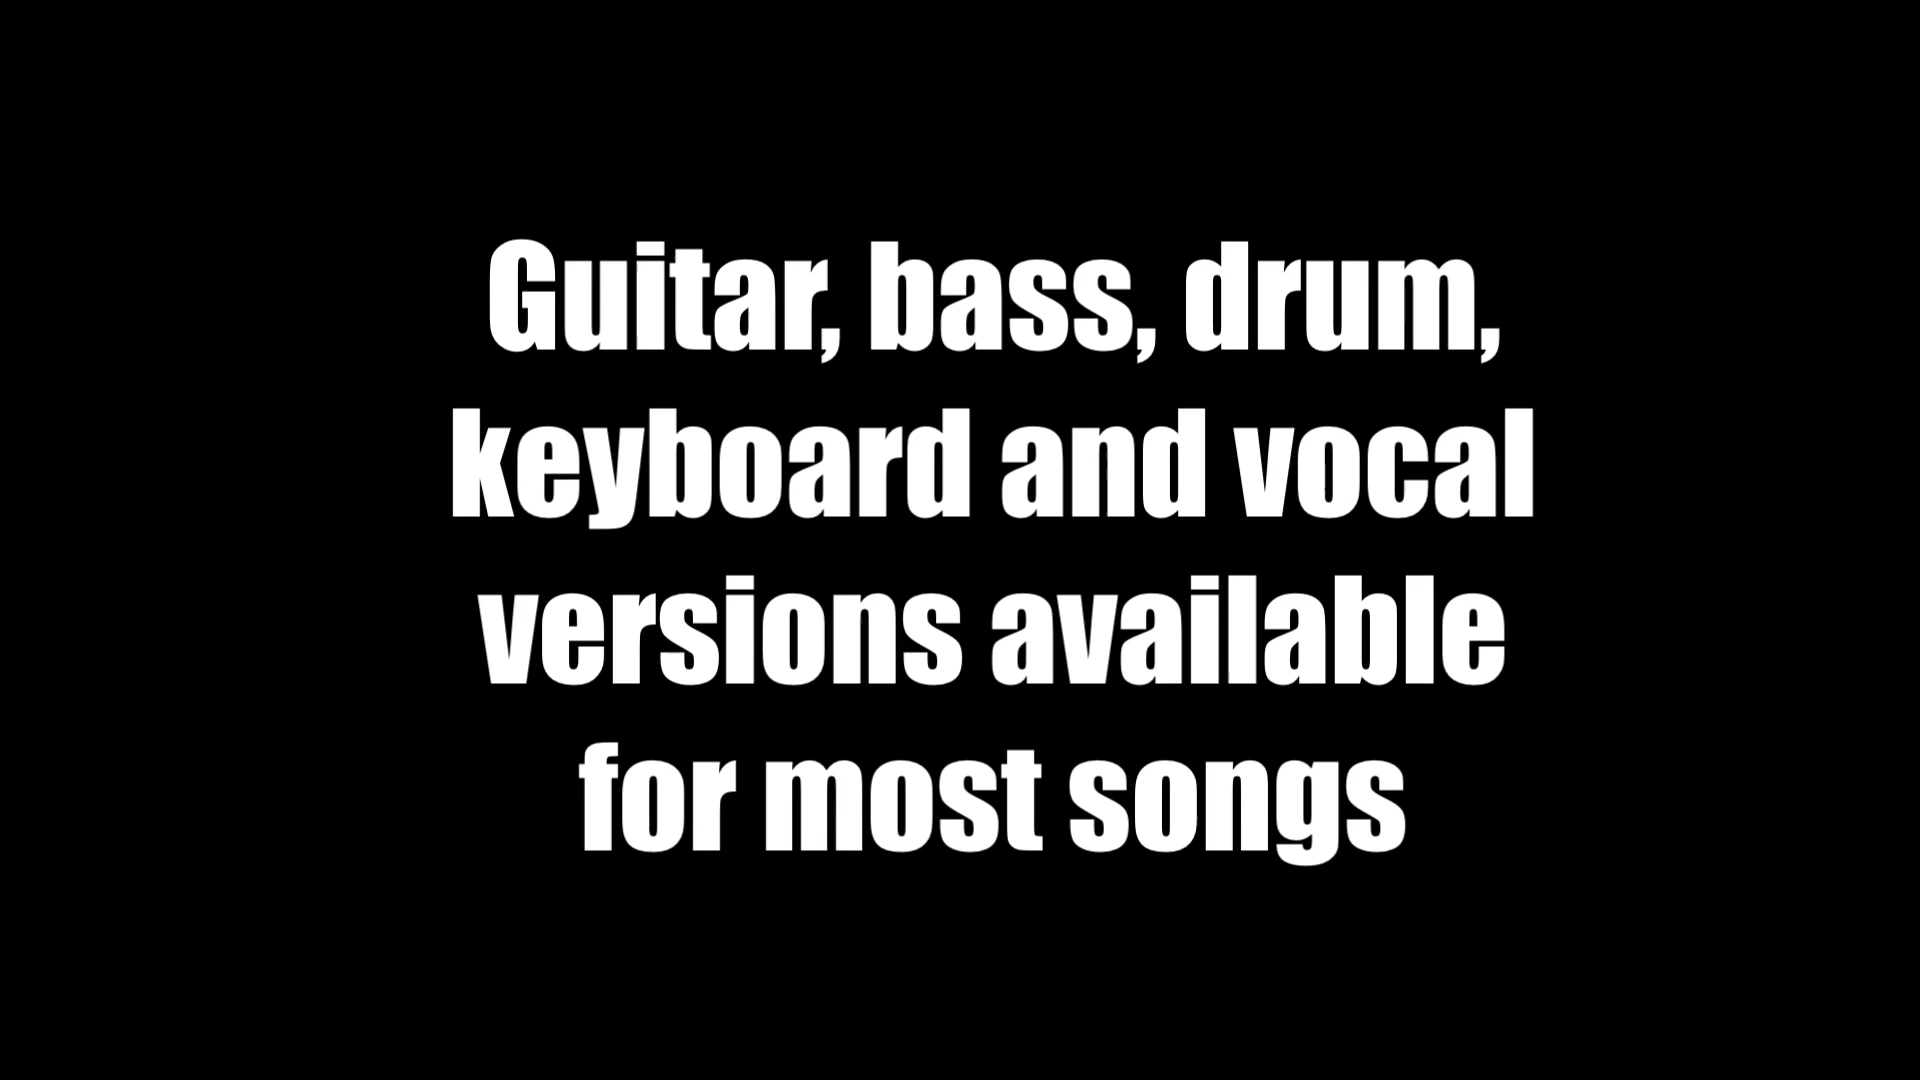 Guitar, bass, drum,
keyboard and vocal
versions available
for most songs